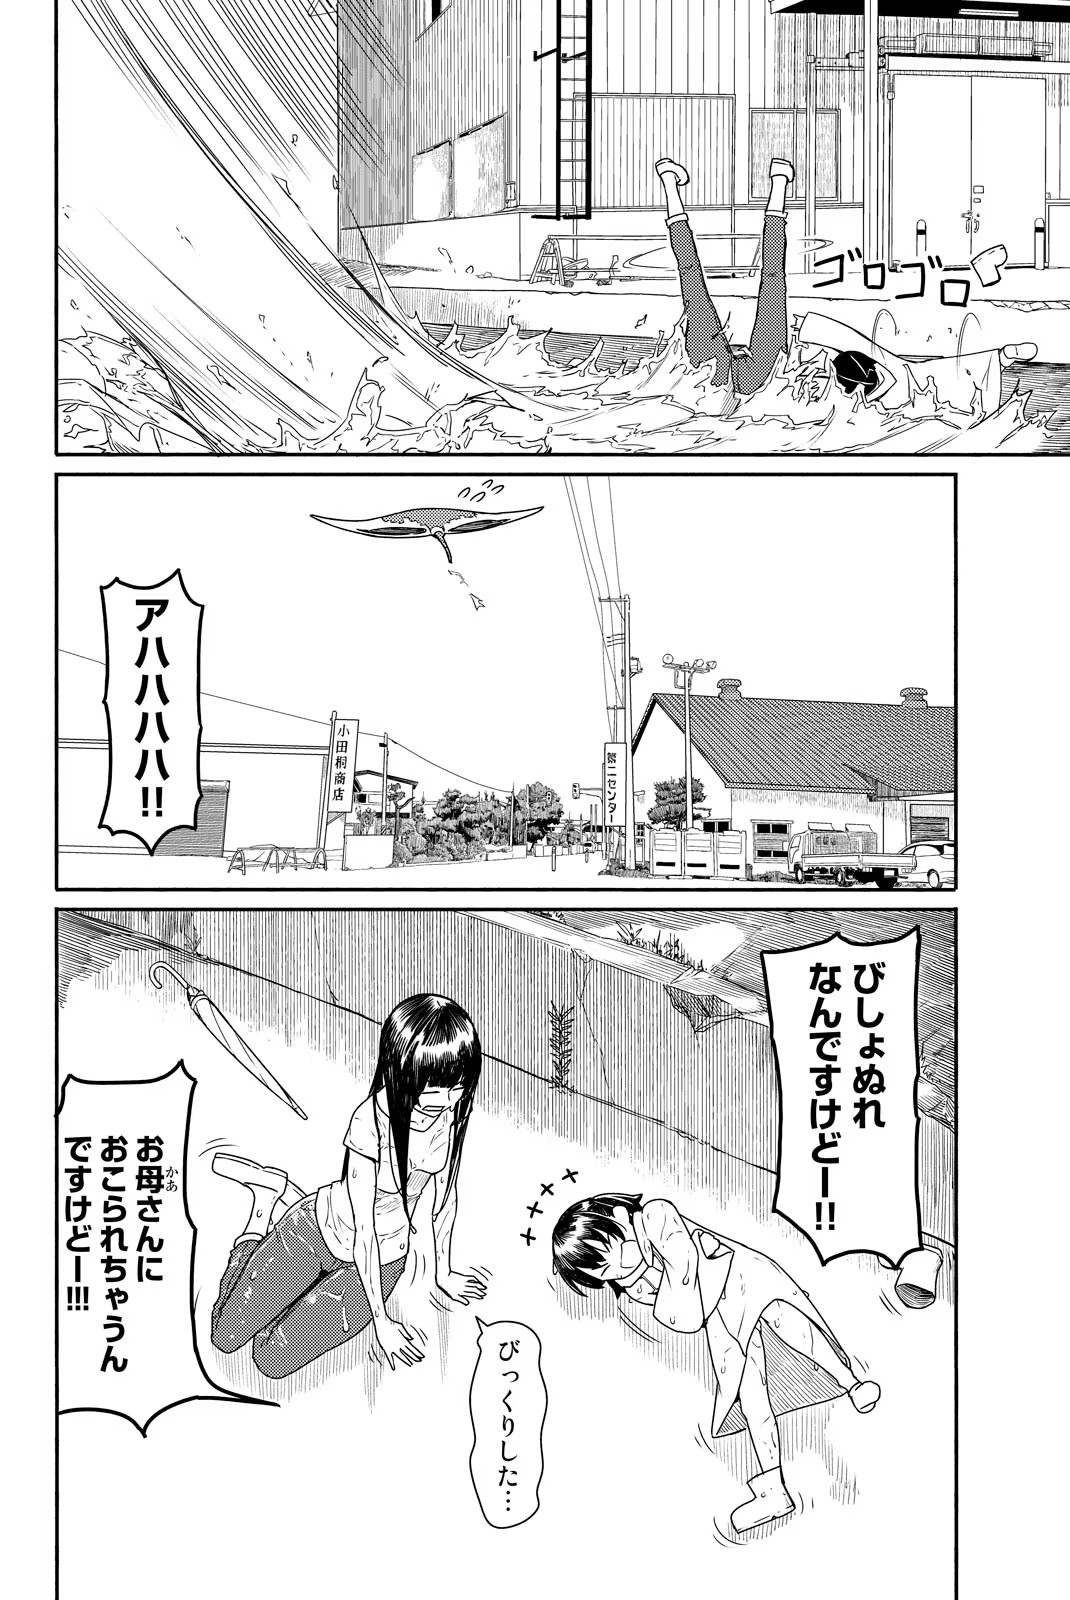 ゴロゴロ
アハハハハ!!
小田桐商店
第二センター
びしょぬれ
なんですけどー!!
びっくりした…
お母さんに
かあ
おこられちゃうん
ですけどー!!!